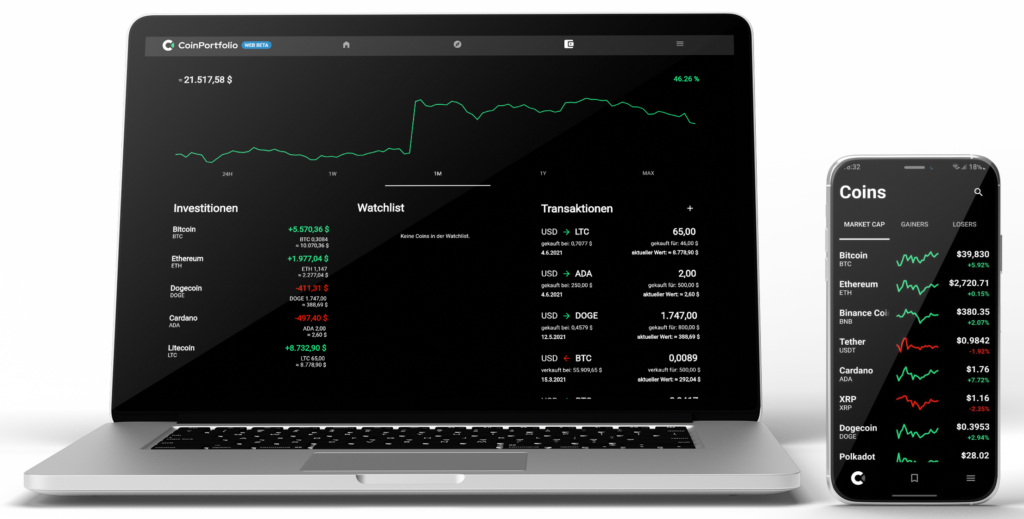 CoinPortfolio WEB BETA
≈ 21.517,58 $
46.26 %
24H 1W 1M 1Y MAX
Investitionen
Bitcoin +5.570,36 $
BTC BTC 0,3084
≈ 10.070,36 $
Ethereum +1.977,04 $
ETH ETH 1,147
≈ 2.277,04 $
Dogecoin -411,31 $
DOGE DOGE 1.747,00
≈ 388,69 $
Cardano -497,40 $
ADA ADA 2,00
≈ 2,60 $
Litecoin +8.732,90 $
LTC LTC 65,00
≈ 8.778,90 $
Watchlist
Keine Coins in der Watchlist.
Transaktionen +
USD → LTC 65,00
gekauft bei: 0,7077 $ gekauft für: 46,00 $
4.6.2021 aktueller Wert: ≈ 8.778,90 $
USD → ADA 2,00
gekauft bei: 250,00 $ gekauft für: 500,00 $
4.6.2021 aktueller Wert: ≈ 2,60 $
USD → DOGE 1.747,00
gekauft bei: 0,4579 $ gekauft für: 800,00 $
12.5.2021 aktueller Wert: ≈ 388,69 $
USD ← BTC 0,0089
verkauft bei: 55.909,65 $ verkauft für: 500,00 $
15.3.2021 aktueller Wert: ≈ 292,04 $
18%
Coins
MARKET CAP GAINERS LOSERS
Bitcoin $39,830
BTC +5.92%
Ethereum $2,720.71
ETH +0.15%
Binance Coi $380.35
BNB +2.07%
Tether $0.9842
USDT -1.92%
Cardano $1.76
ADA +7.72%
XRP $1.16
XRP -2.25%
Dogecoin $0.3953
DOGE +2.94%
Polkadot $28.02